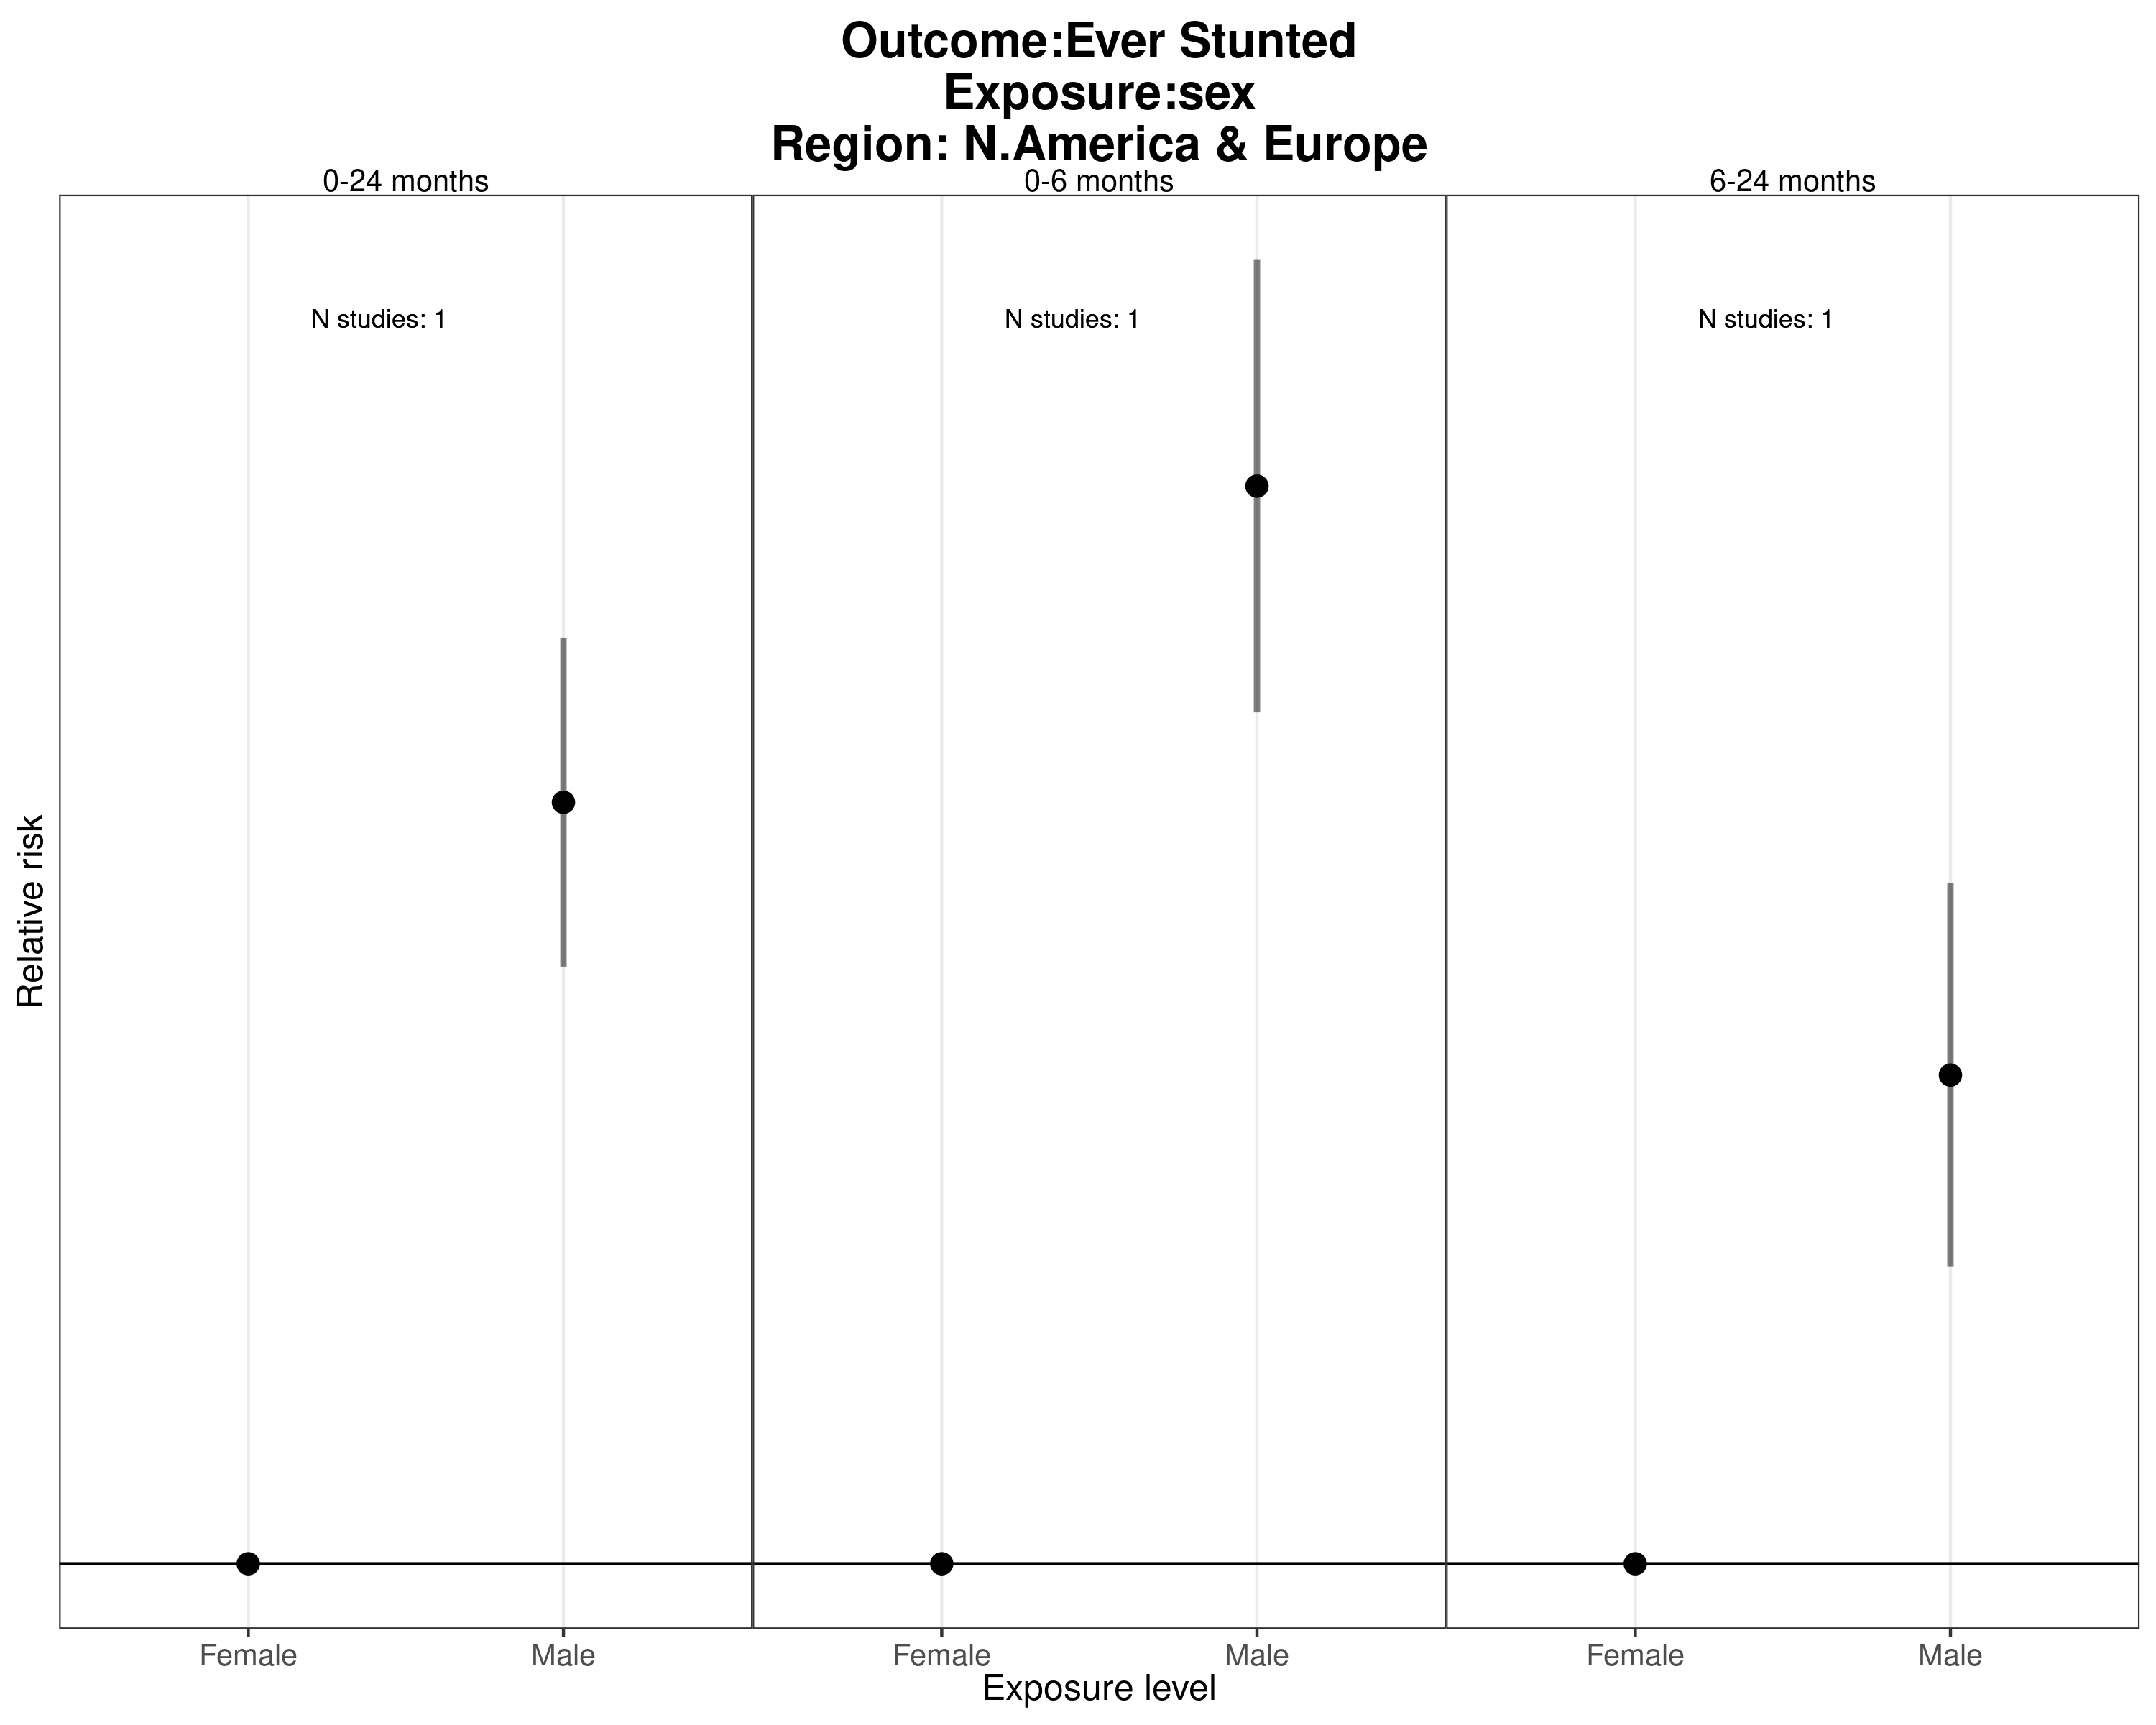 Outcome:Ever Stunted
Exposure:sex
Region: N.America & Europe
0-24 months
0-6 months
6-24 months
N studies: 1
N studies: 1
N studies: 1
Relative risk
Female
Male
Female
Male
Female
Male
Exposure level